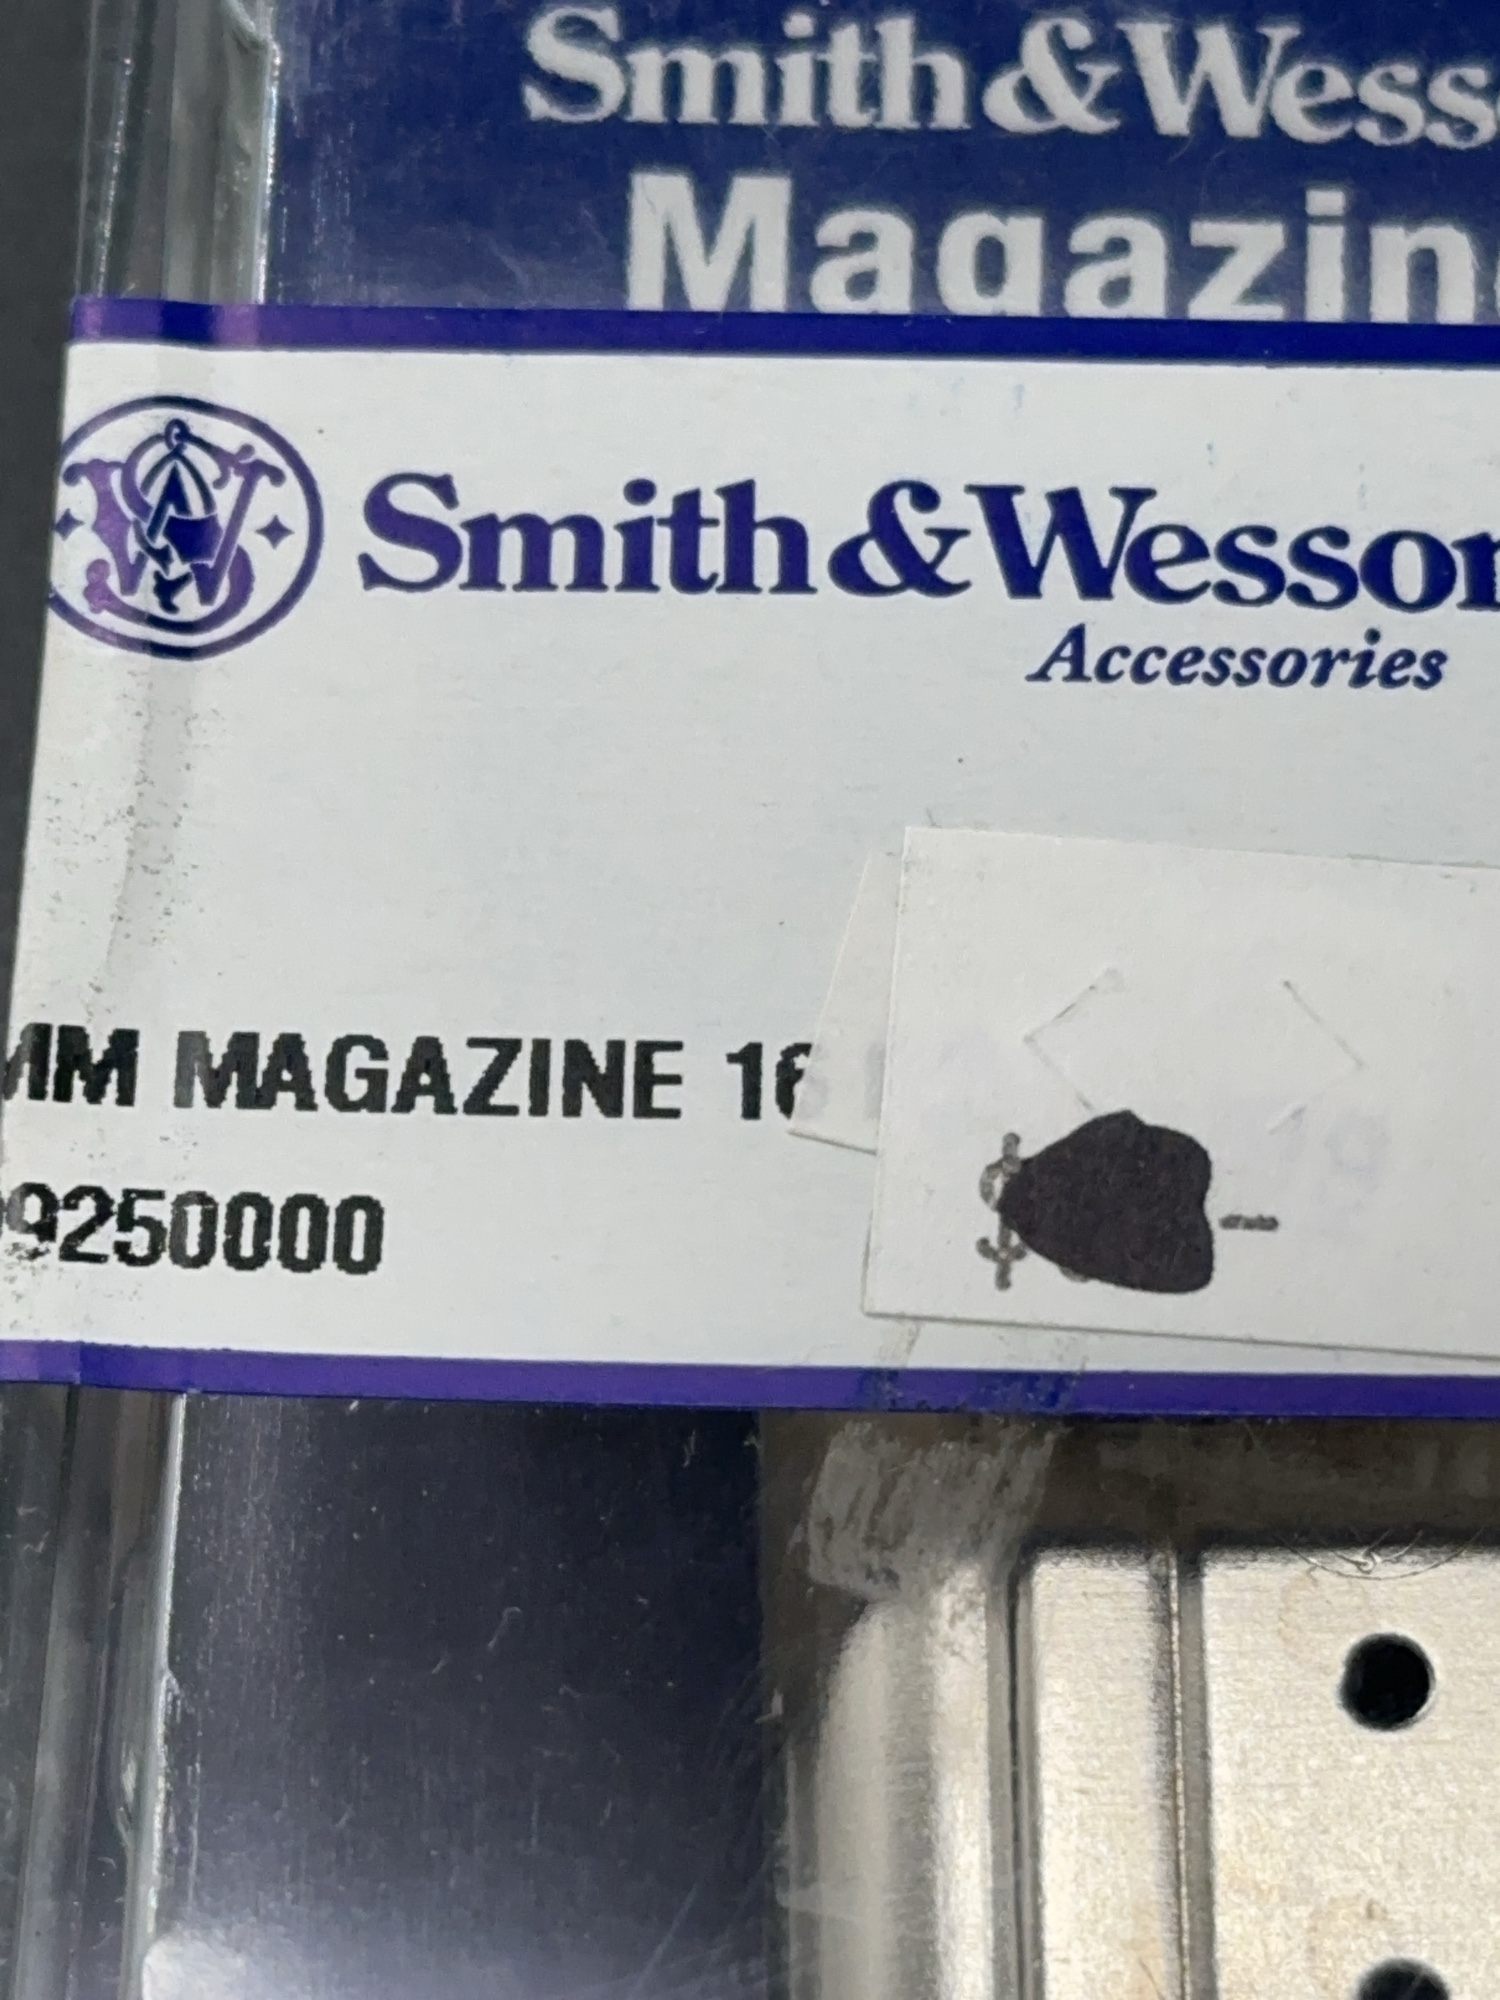 Smith & Wess
Magazin
Smith & Wesson
Accessories
MM MAGAZINE 16
9250000